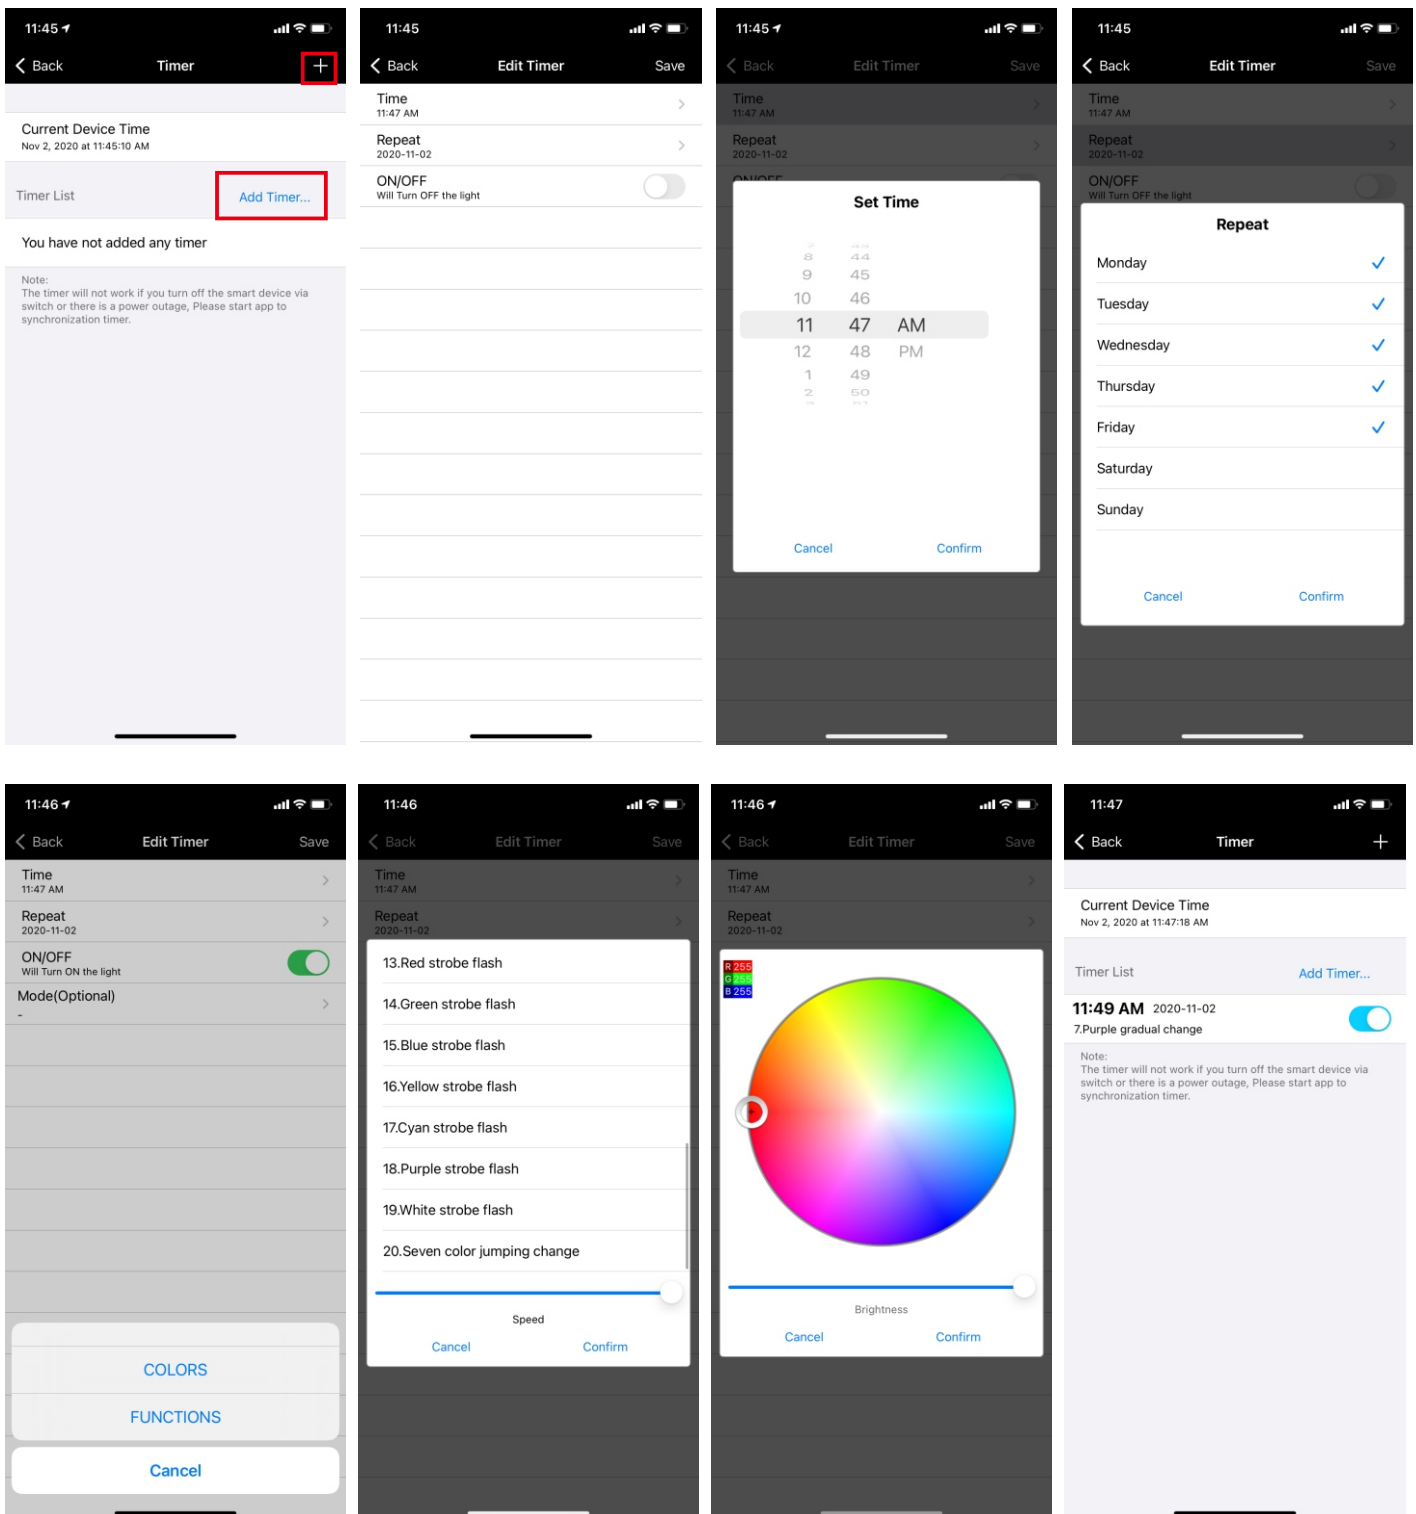 11:45
Back
Timer
+
Current Device Time
Nov 2, 2020 at 11:45:10 AM
Timer List
Add Timer...
You have not added any timer
Note:
The timer will not work if you turn off the smart device via
switch or there is a power outage, Please start app to
synchronization timer.
11:45
Back
Edit Timer
Save
Time
11:47 AM
Repeat
2020-11-02
ON/OFF
Will Turn OFF the light
11:45
Back
Edit Timer
Save
Time
11:47 AM
Repeat
2020-11-02
ON/OFF
Set Time
8 44
9 45
10 46
11 47 AM
12 48 PM
1 49
2 50
Cancel
Confirm
11:45
Back
Edit Timer
Save
Time
11:47 AM
Repeat
2020-11-02
ON/OFF
Will Turn OFF the light
Repeat
Monday
Tuesday
Wednesday
Thursday
Friday
Saturday
Sunday
Cancel
Confirm
11:46
Back
Edit Timer
Save
Time
11:47 AM
Repeat
2020-11-02
ON/OFF
Will Turn ON the light
Mode(Optional)
-
COLORS
FUNCTIONS
Cancel
11:46
Back
Edit Timer
Save
Time
11:47 AM
Repeat
2020-11-02
13.Red strobe flash
14.Green strobe flash
15.Blue strobe flash
16.Yellow strobe flash
17.Cyan strobe flash
18.Purple strobe flash
19.White strobe flash
20.Seven color jumping change
Speed
Cancel
Confirm
11:46
Back
Edit Timer
Save
Time
11:47 AM
Repeat
2020-11-02
R 255
G 255
B 255
Brightness
Cancel
Confirm
11:47
Back
Timer
+
Current Device Time
Nov 2, 2020 at 11:47:18 AM
Timer List
Add Timer...
11:49 AM 2020-11-02
7.Purple gradual change
Note:
The timer will not work if you turn off the smart device via
switch or there is a power outage, Please start app to
synchronization timer.